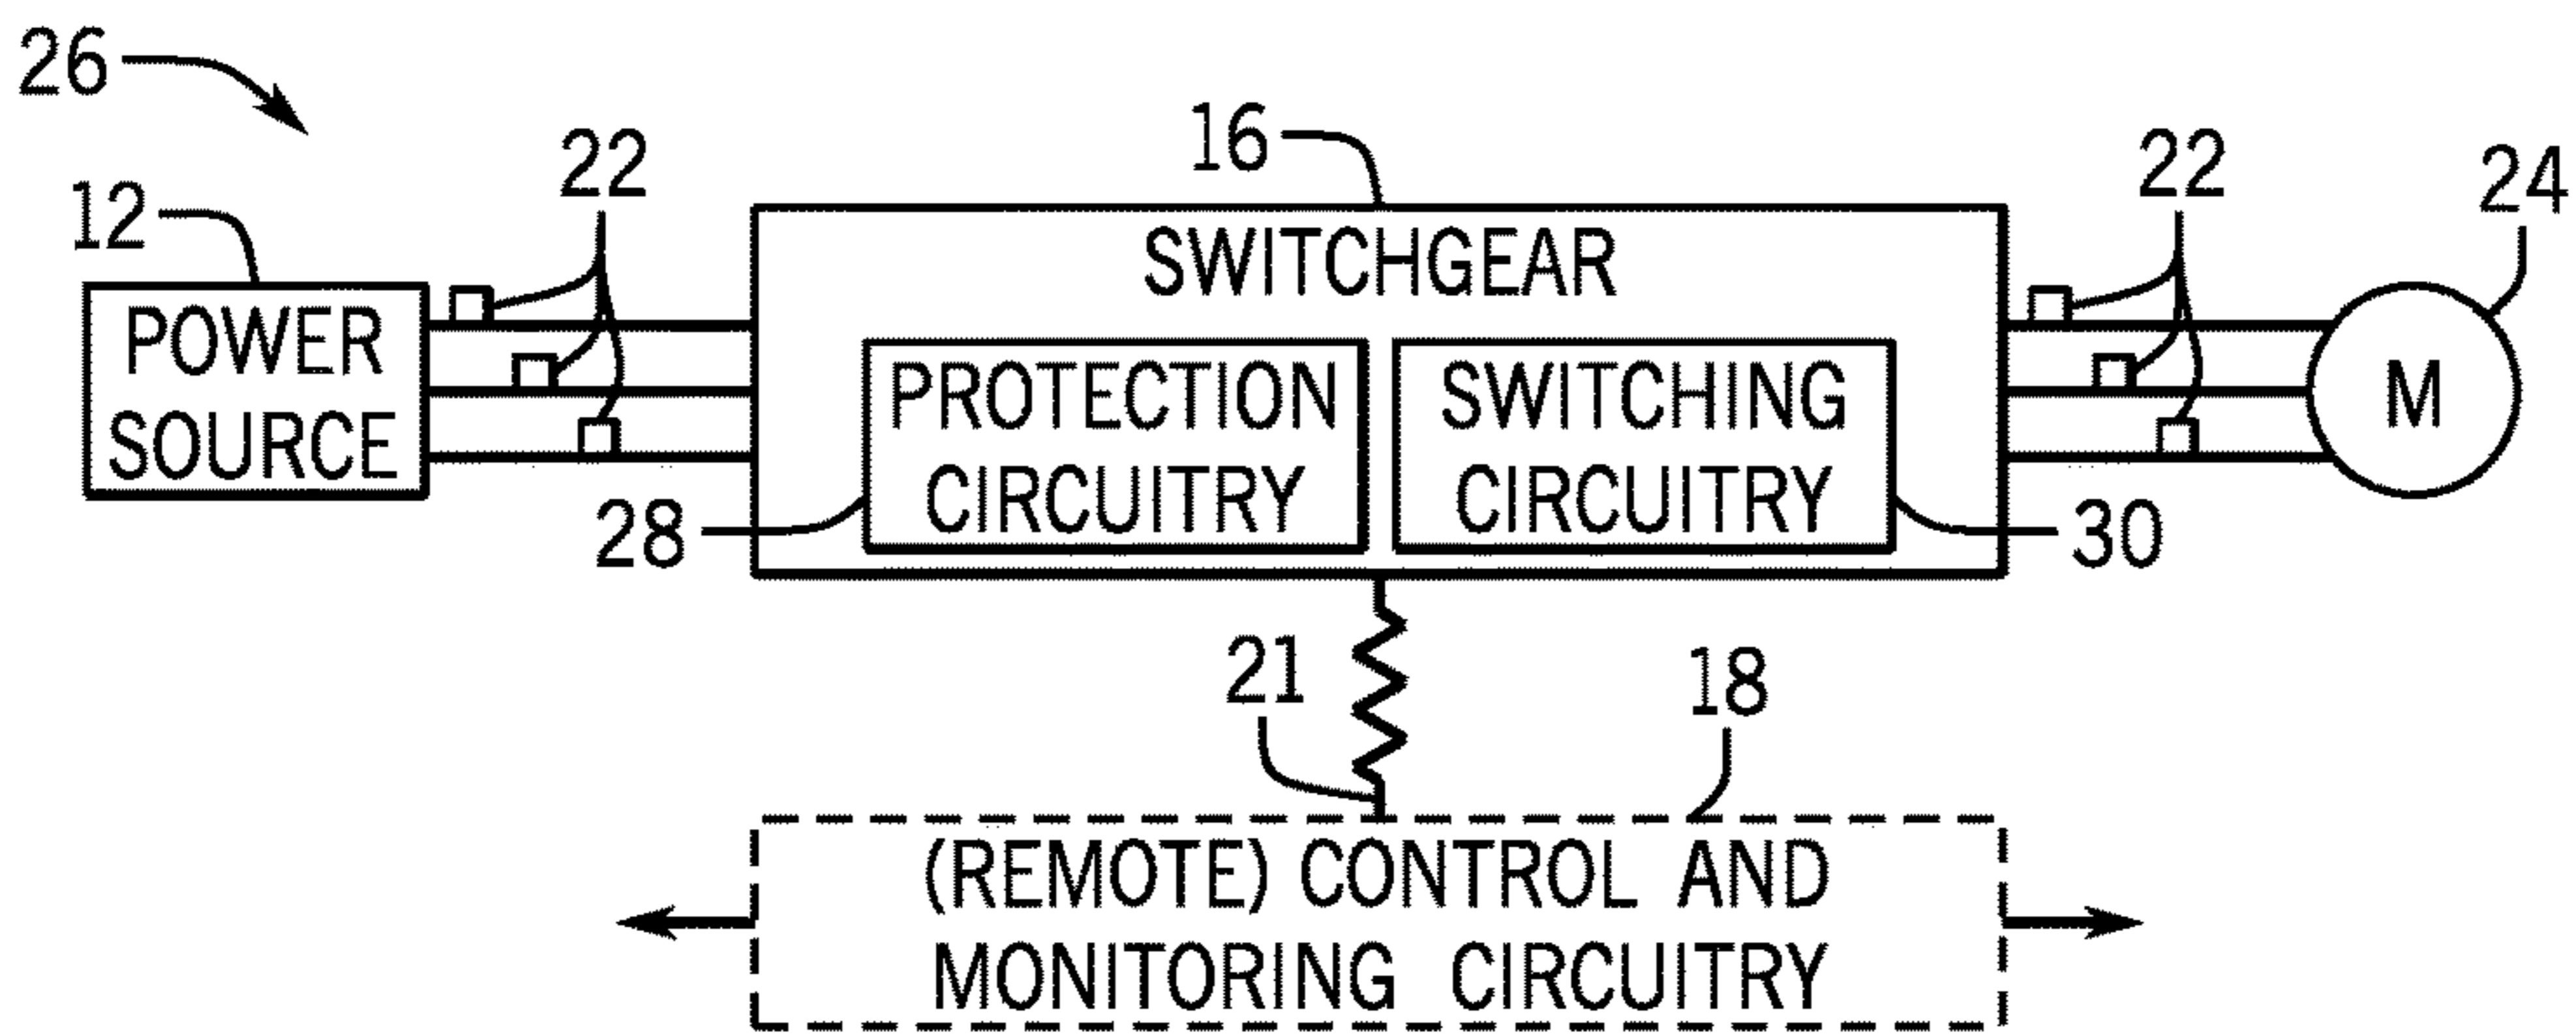 26
12
22
16
22
24
POWER
SOURCE
SWITCHGEAR
PROTECTION
CIRCUITRY
SWITCHING
CIRCUITRY
M
28
30
21
18
(REMOTE) CONTROL AND
MONITORING CIRCUITRY